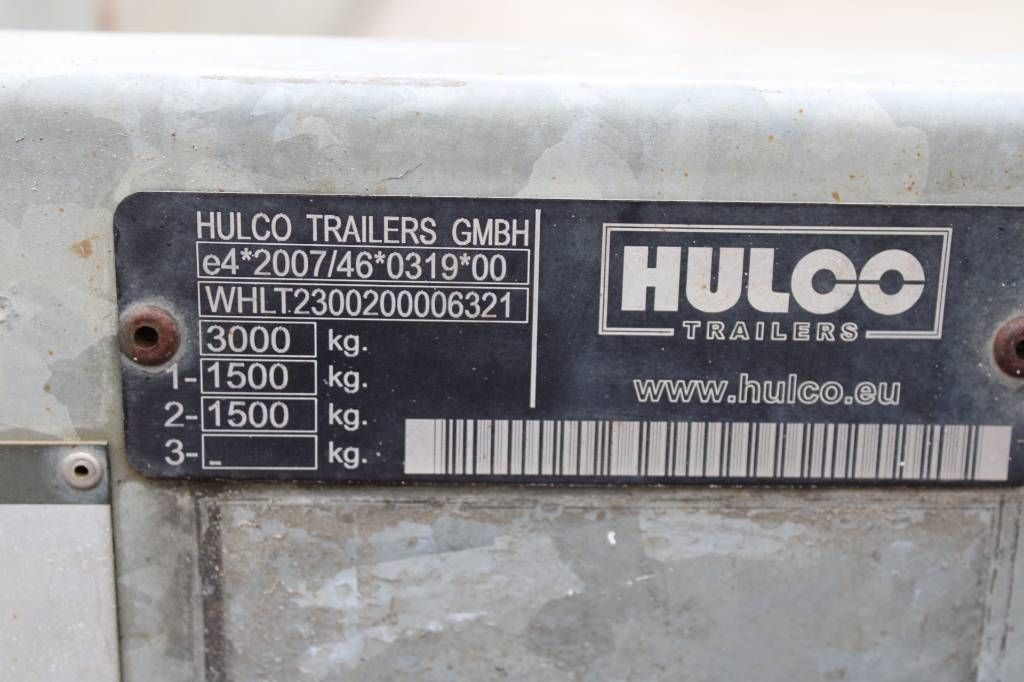 HULCO TRAILERS GMBH
e4*2007/46*0319*00
WHLT2300200006321
3000 kg.
1- 1500 kg.
2- 1500 kg.
3- - kg.
HULCO
TRAILERS
www.hulco.eu